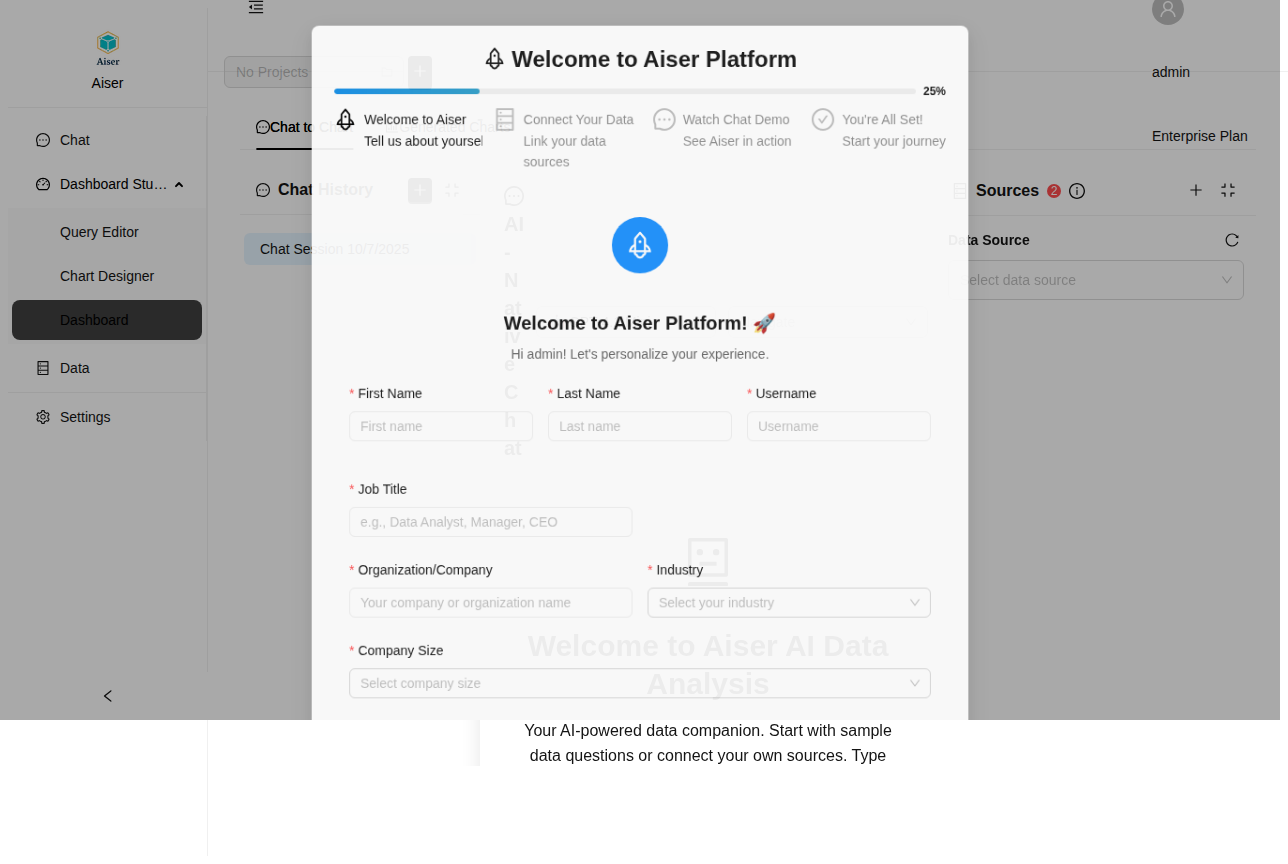 Aiser
Aiser
Chat
Dashboard Stu...
Query Editor
Chart Designer
Dashboard
Data
Settings
No Projects
admin
Enterprise Plan
Chat to Chart
Generated Charts
Chat History
Chat Session 10/7/2025
AI
-
N
at
iv
e
C
h
at
Sources 2
Data Source
Select data source
Welcome to Aiser Platform
25%
Welcome to Aiser
Tell us about yoursel
Connect Your Data
Link your data
sources
Watch Chat Demo
See Aiser in action
You're All Set!
Start your journey
Welcome to Aiser Platform! 🚀
Hi admin! Let's personalize your experience.
* First Name
First name
* Last Name
Last name
* Username
Username
* Job Title
e.g., Data Analyst, Manager, CEO
* Organization/Company
Your company or organization name
* Industry
Select your industry
* Company Size
Select company size
Welcome to Aiser AI Data
Analysis
Your AI-powered data companion. Start with sample
data questions or connect your own sources. Type